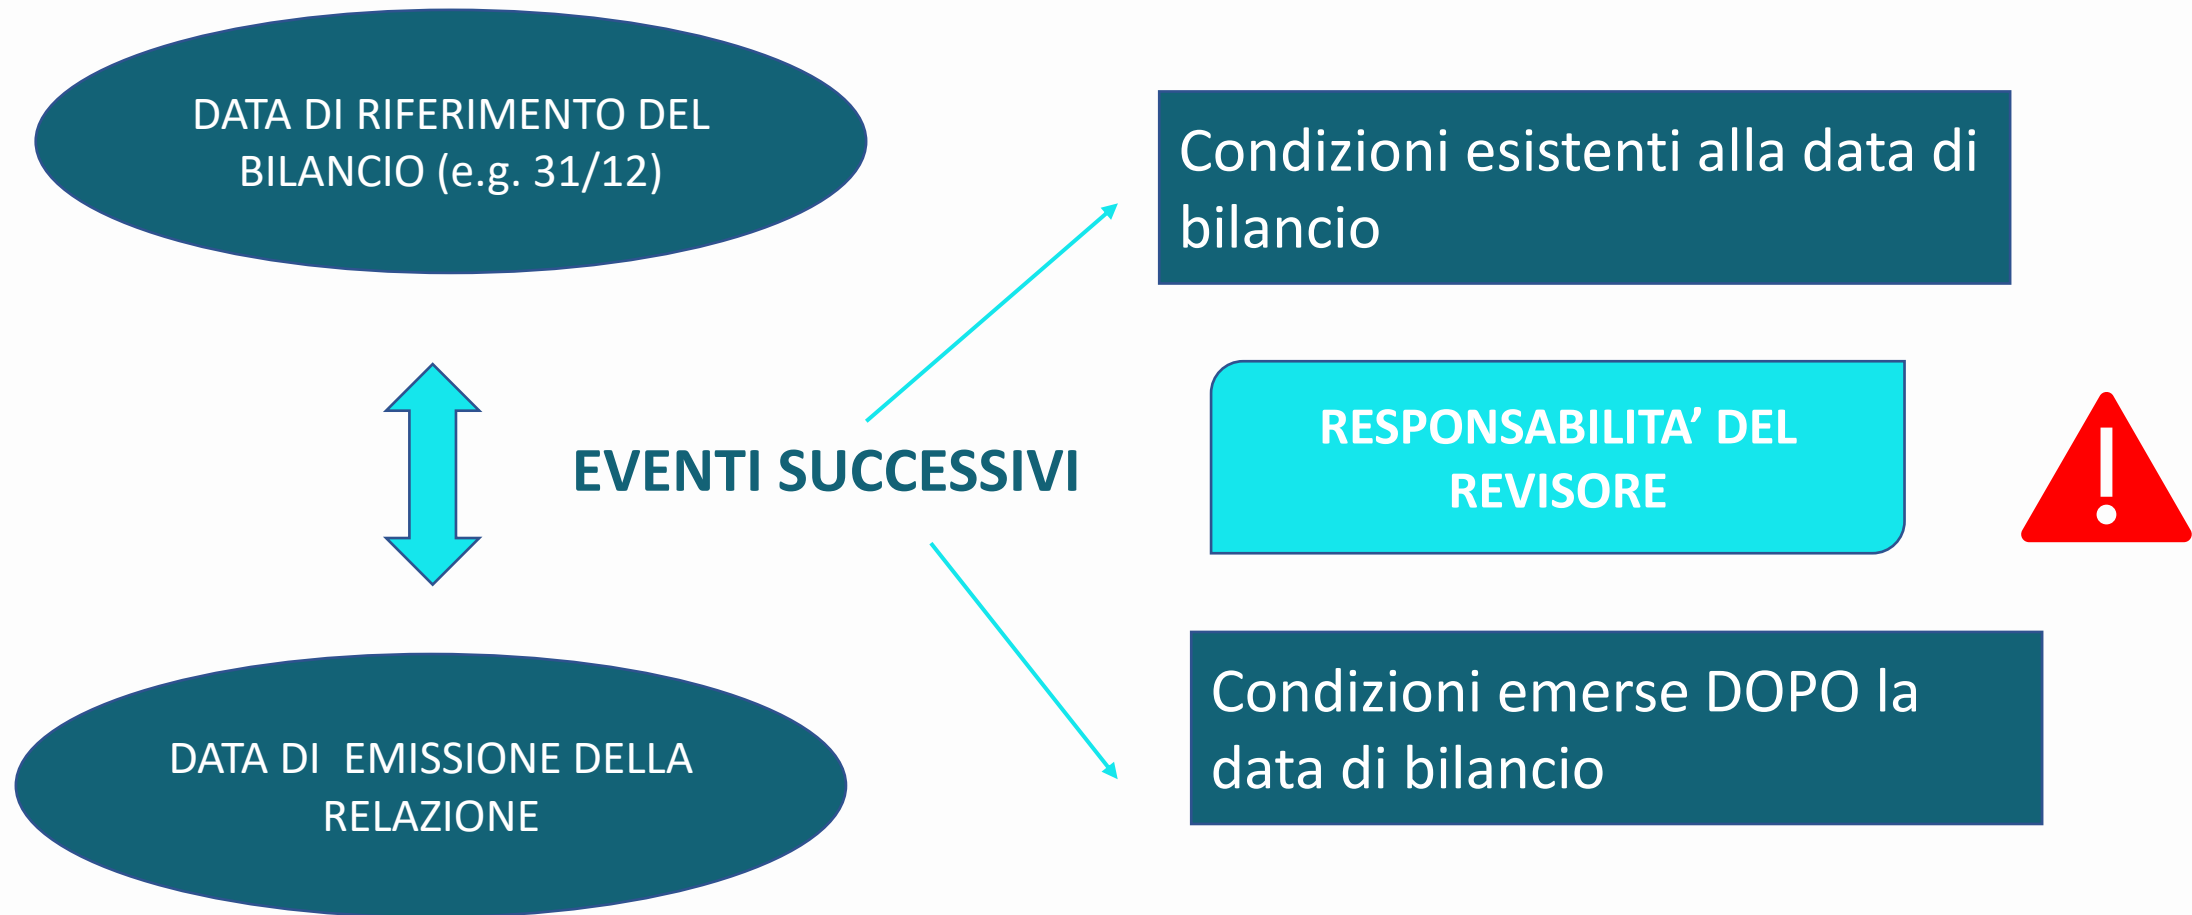 DATA DI RIFERIMENTO DEL
BILANCIO (e.g. 31/12)
Condizioni esistenti alla data di
bilancio
EVENTI SUCCESSIVI
RESPONSABILITA’ DEL
REVISORE
DATA DI  EMISSIONE DELLA
RELAZIONE
Condizioni emerse DOPO la
data di bilancio